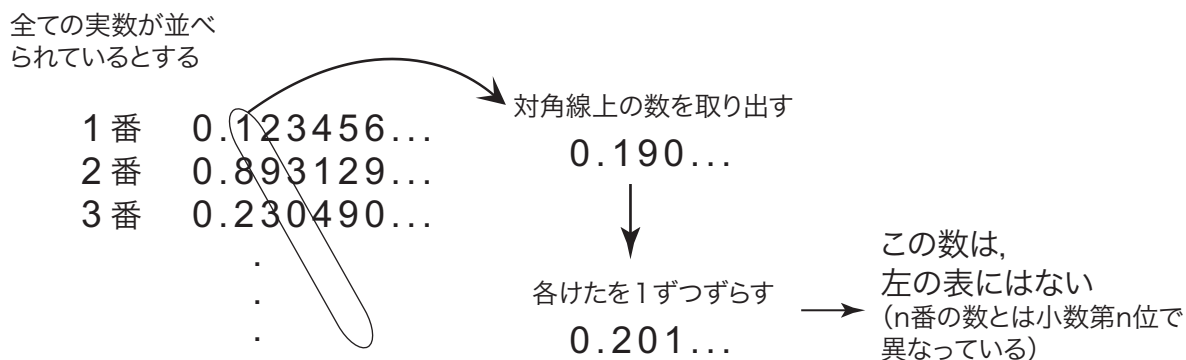 全ての実数が並べ
られているとする
1番 0.123456...
2番 0.893129...
3番 0.230490...
.
.
.
対角線上の数を取り出す
0.190...
各けたを1ずつずらす
0.201...
この数は,
左の表にはない
(n番の数とは小数第n位で
異なっている)